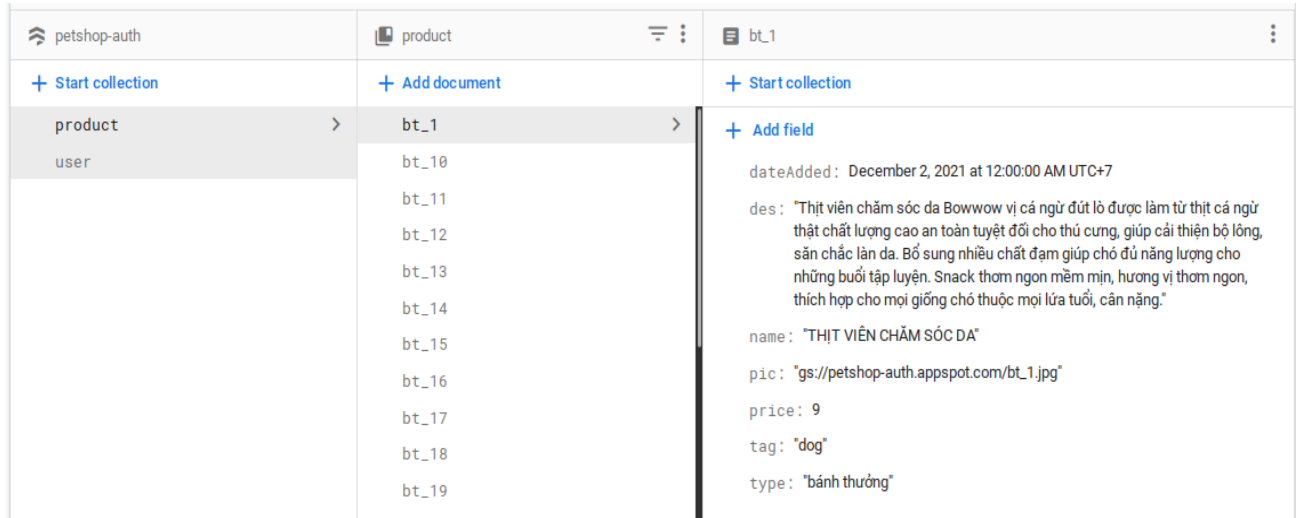 petshop-auth
product
bt_1
+ Start collection
+ Add document
+ Start collection
product
user
bt_1
bt_10
bt_11
bt_12
bt_13
bt_14
bt_15
bt_16
bt_17
bt_18
bt_19
+ Add field
dateAdded: December 2, 2021 at 12:00:00 AM UTC+7
des: "Thịt viên chăm sóc da Bowwow vị cá ngừ đút lò được làm từ thịt cá ngừ
thật chất lượng cao an toàn tuyệt đối cho thú cưng, giúp cải thiện bộ lông,
săn chắc làn da. Bổ sung nhiều chất đạm giúp chó đủ năng lượng cho
những buổi tập luyện. Snack thơm ngon mềm mịn, hương vị thơm ngon,
thích hợp cho mọi giống chó thuộc mọi lứa tuổi, cân nặng."
name: "THỊT VIÊN CHĂM SÓC DA"
pic: "gs://petshop-auth.appspot.com/bt_1.jpg"
price: 9
tag: "dog"
type: "bánh thưởng"